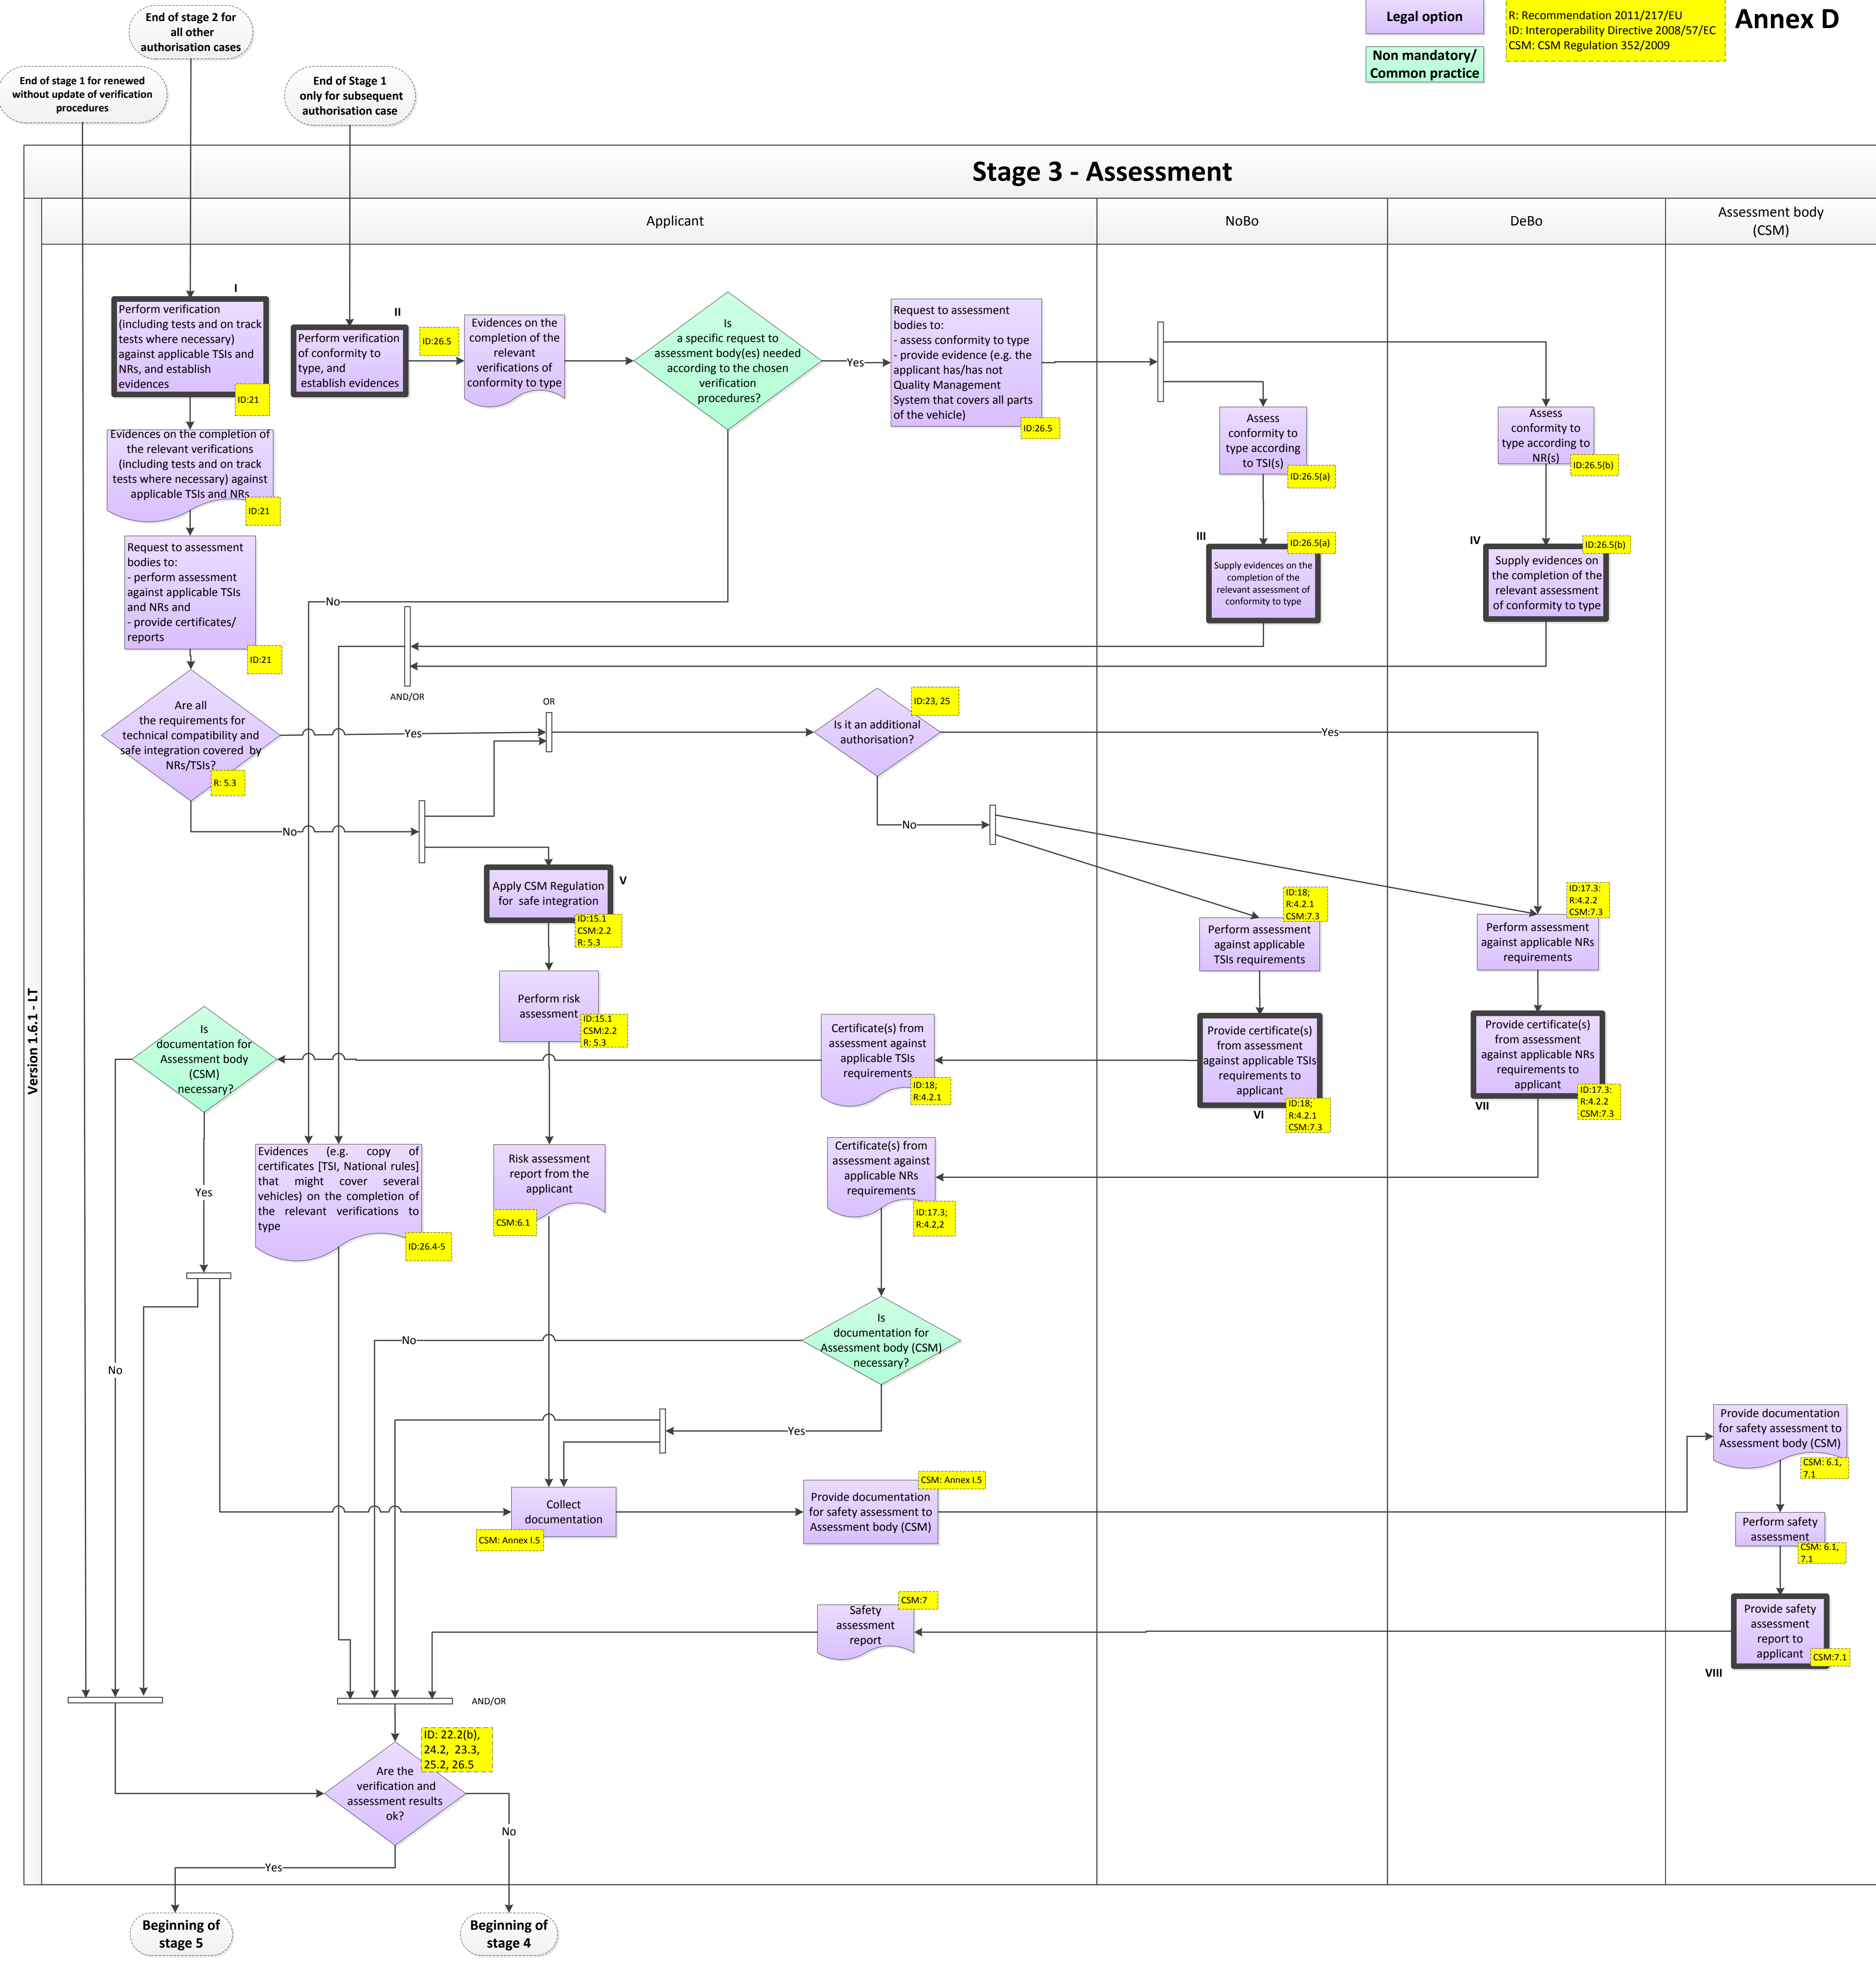 End of stage 2 for
all other
authorisation cases
End of stage 1 for renewed
without update of verification
procedures
End of Stage 1
only for subsequent
authorisation case
Legal option
Non mandatory/
Common practice
R: Recommendation 2011/217/EU
ID: Interoperability Directive 2008/57/EC
CSM: CSM Regulation 352/2009
Annex D
Stage 3 - Assessment
Version 1.6.1 - LT
Applicant
NoBo
DeBo
Assessment body
(CSM)
I
Perform verification
(including tests and on track
tests where necessary)
against applicable TSIs and
NRs, and establish
evidences
ID:21
II
Perform verification
of conformity to
type, and
establish evidences
ID:26.5
Evidences on the
completion of the
relevant
verifications of
conformity to type
Is
a specific request to
assessment body(es) needed
according to the chosen
verification
procedures?
Yes
Request to assessment
bodies to:
- assess conformity to type
- provide evidence (e.g. the
applicant has/has not
Quality Management
System that covers all parts
of the vehicle)
ID:26.5
Assess
conformity to
type according
to TSI(s)
ID:26.5(a)
Assess
conformity to
type according to
NR(s)
ID:26.5(b)
Evidences on the completion of
the relevant verifications
(including tests and on track
tests where necessary) against
applicable TSIs and NRs
ID:21
Request to assessment
bodies to:
- perform assessment
against applicable TSIs
and NRs and
- provide certificates/
reports
ID:21
III
ID:26.5(a)
Supply evidences on the
completion of the
relevant assessment of
conformity to type
IV
ID:26.5(b)
Supply evidences on
the completion of the
relevant assessment
of conformity to type
No
AND/OR
Are all
the requirements for
technical compatibility and
safe integration covered by
NRs/TSIs?
R: 5.3
Yes
OR
Is it an additional
authorisation?
ID:23, 25
Yes
No
No
Apply CSM Regulation
for safe integration
V
ID:15.1
CSM:2.2
R: 5.3
ID:18;
R:4.2.1
CSM:7.3
Perform assessment
against applicable
TSIs requirements
ID:17.3:
R:4.2.2
CSM:7.3
Perform assessment
against applicable NRs
requirements
Perform risk
assessment
ID:15.1
CSM:2.2
R: 5.3
Is
documentation for
Assessment body
(CSM)
necessary?
Certificate(s) from
assessment against
applicable TSIs
requirements
ID:18;
R:4.2.1
Provide certificate(s)
from assessment
against applicable TSIs
requirements to
applicant
VI
ID:18;
R:4.2.1
CSM:7.3
Provide certificate(s)
from assessment
against applicable NRs
requirements to
applicant
VII
ID:17.3:
R:4.2.2
CSM:7.3
Yes
Evidences (e.g. copy of
certificates [TSI, National rules]
that might cover several
vehicles) on the completion of
the relevant verifications to
type
ID:26.4-5
Risk assessment
report from the
applicant
CSM:6.1
Certificate(s) from
assessment against
applicable NRs
requirements
ID:17.3;
R:4.2,2
No
No
Is
documentation for
Assessment body (CSM)
necessary?
Yes
Collect
documentation
CSM: Annex I.5
CSM: Annex I.5
Provide documentation
for safety assessment to
Assessment body (CSM)
Provide documentation
for safety assessment to
Assessment body (CSM)
CSM: 6.1,
7.1
Perform safety
assessment
CSM: 6.1,
7.1
CSM:7
Safety
assessment
report
Provide safety
assessment
report to
applicant
CSM:7.1
VIII
AND/OR
ID: 22.2(b),
24.2, 23.3,
25.2, 26.5
Are the
verification and
assessment results
ok?
No
Yes
Beginning of
stage 5
Beginning of
stage 4